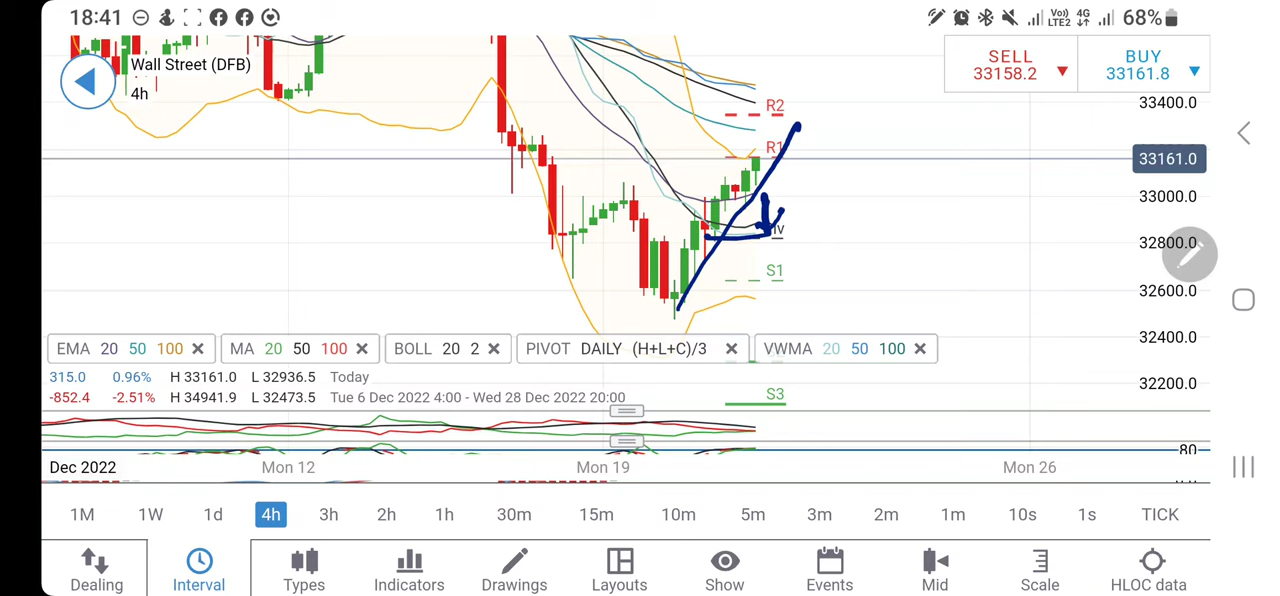 18:41 Vo)) LTE2 4G 68%
Wall Street (DFB)
4h
SELL
33158.2
BUY
33161.8
33400.0
R2
R1
33161.0
33000.0
32800.0
S1
32600.0
32400.0
EMA 20 50 100 MA 20 50 100 BOLL 20 2 PIVOT DAILY (H+L+C)/3 VWMA 20 50 100
315.0 0.96% H 33161.0 L 32936.5 Today
-852.4 -2.51% H 34941.9 L 32473.5 Tue 6 Dec 2022 4:00 - Wed 28 Dec 2022 20:00
32200.0
S3
80
Dec 2022 Mon 12 Mon 19 Mon 26
1M 1W 1d 4h 3h 2h 1h 30m 15m 10m 5m 3m 2m 1m 10s 1s TICK
Dealing Interval Types Indicators Drawings Layouts Show Events Mid Scale HLOC data